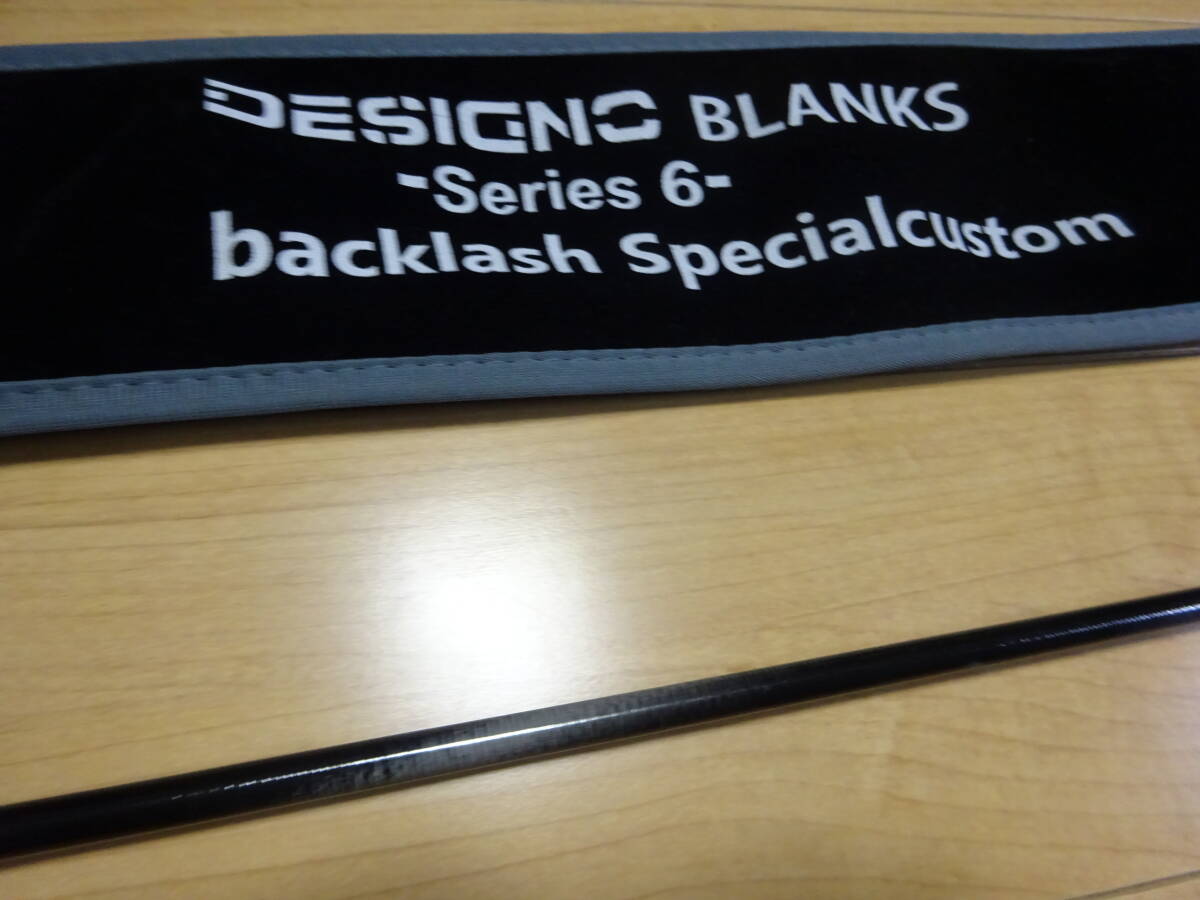 DESIGNO BLANKS
-Series 6-
backlash Specialcustom